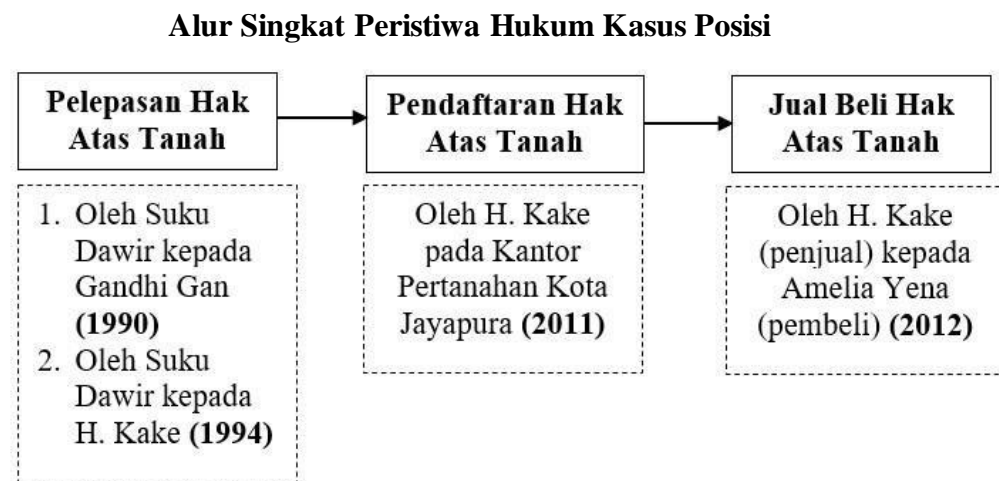 Alur Singkat Peristiwa Hukum Kasus Posisi
Pelepasan Hak
Atas Tanah
1. Oleh Suku
Dawir kepada
Gandhi Gan
(1990)
2. Oleh Suku
Dawir kepada
H. Kake (1994)
Pendaftaran Hak
Atas Tanah
Oleh H. Kake
pada Kantor
Pertanahan Kota
Jayapura (2011)
Jual Beli Hak
Atas Tanah
Oleh H. Kake
(penjual) kepada
Amelia Yena
(pembeli) (2012)